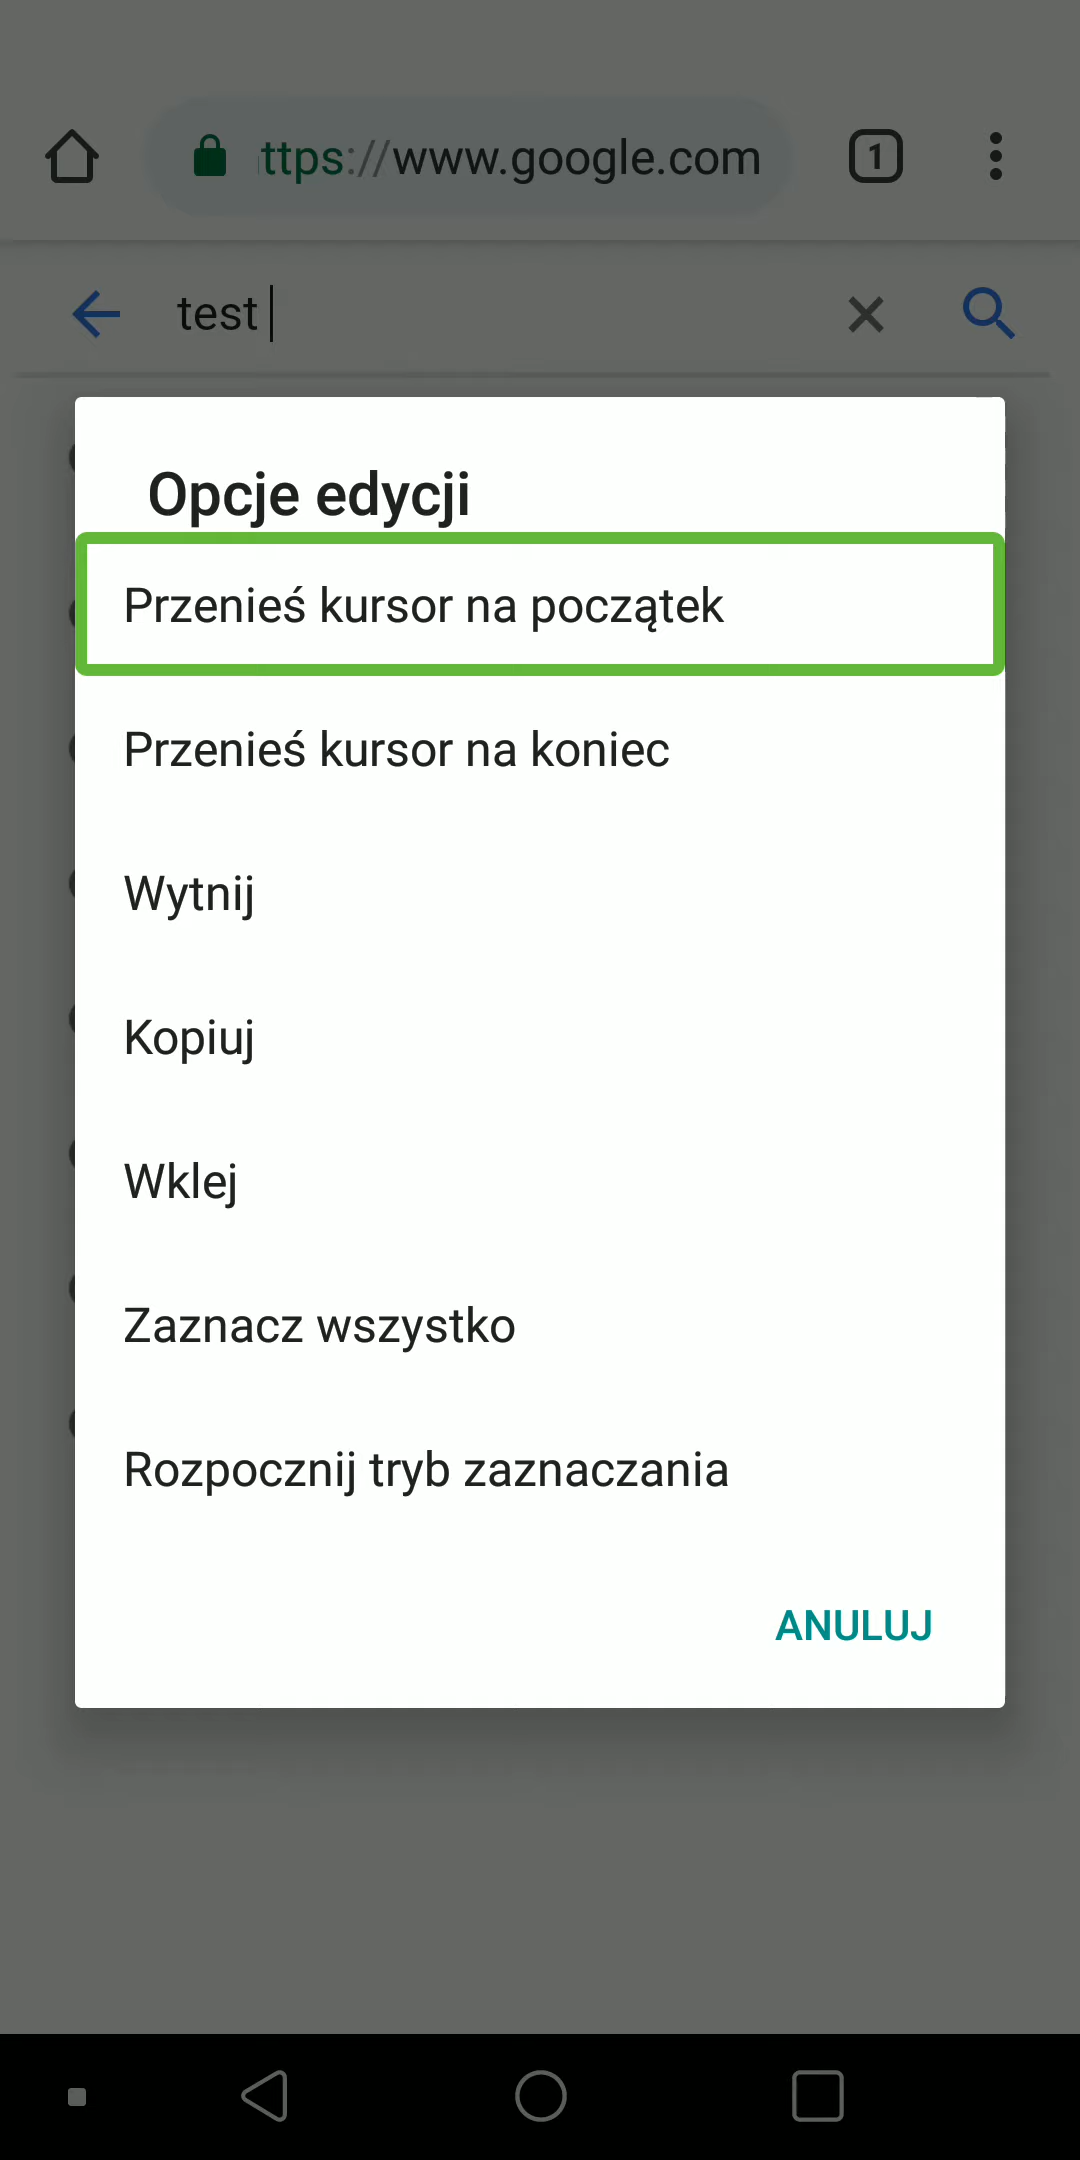 ttps://www.google.com
1
test
Opcje edycji
Przenieś kursor na początek
Przenieś kursor na koniec
Wytnij
Kopiuj
Wklej
Zaznacz wszystko
Rozpocznij tryb zaznaczania
ANULUJ